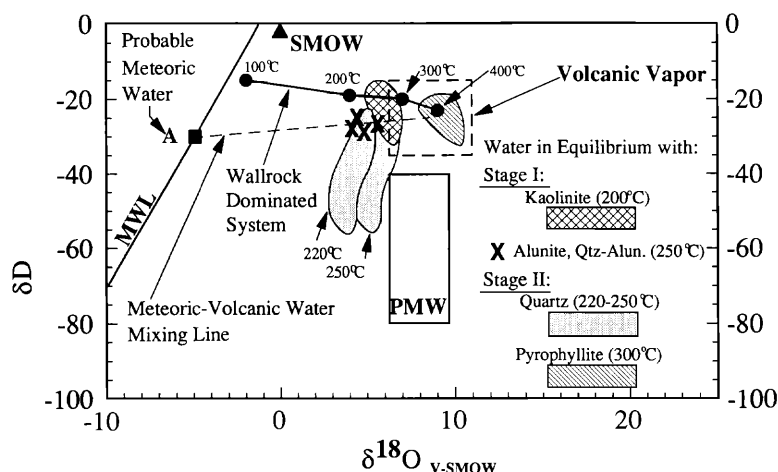 0
-20
-40
-60
-80
-100
δD
-10
0
10
20
δ18O V-SMOW
0
-20
-40
-60
-80
-100
Probable
Meteoric
Water
A
SMOW
MWL
100°C
200°C
300°C
400°C
Volcanic Vapor
Wallrock
Dominated
System
220°C
250°C
Meteoric-Volcanic Water
Mixing Line
PMW
Water in Equilibrium with:
Stage I:
Kaolinite (200°C)
X Alunite, Qtz-Alun. (250°C)
Stage II:
Quartz (220-250°C)
Pyrophyllite (300°C)